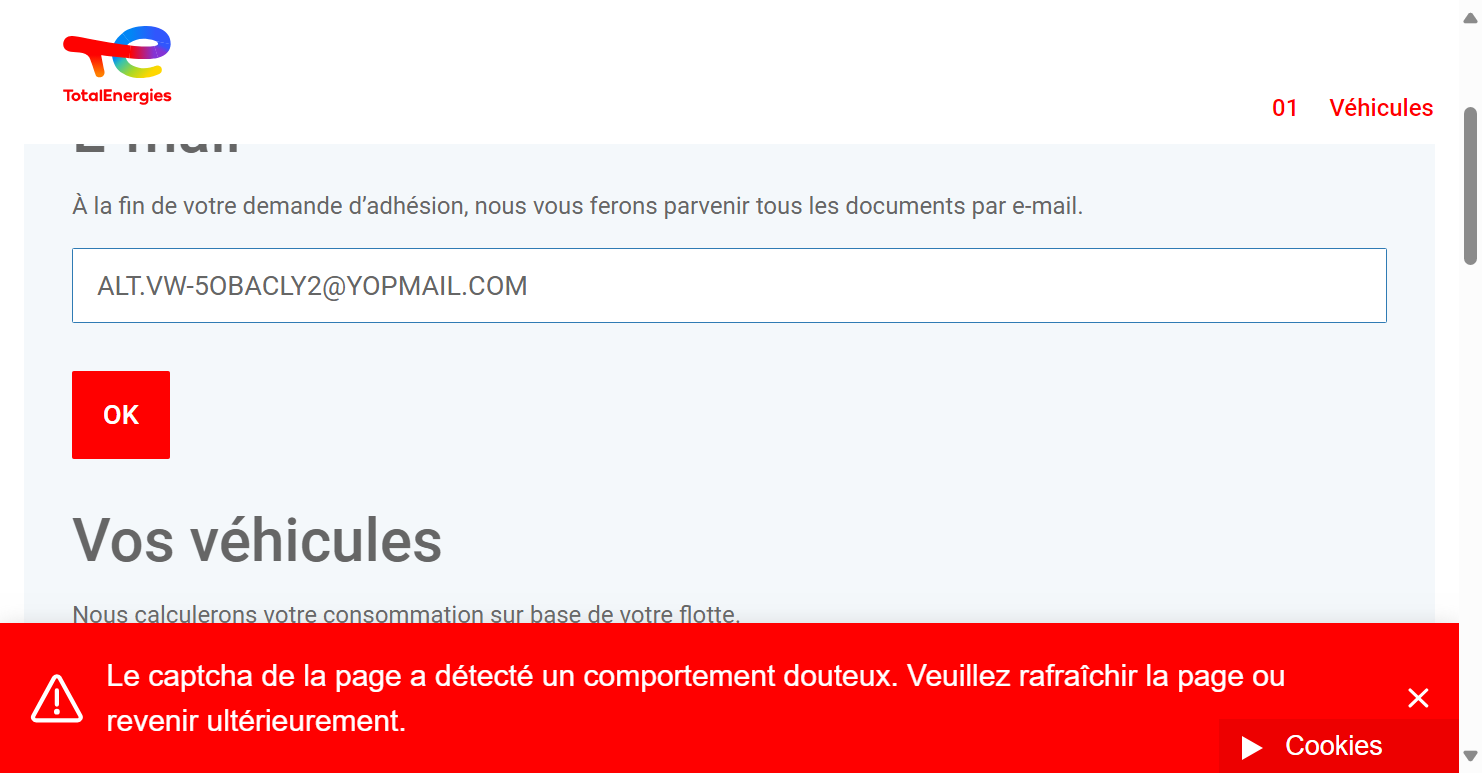 TotalEnergies
01 Véhicules
E-mail
À la fin de votre demande d’adhésion, nous vous ferons parvenir tous les documents par e-mail.
ALT.VW-5OBACLY2@YOPMAIL.COM
OK
Vos véhicules
Nous calculerons votre consommation sur base de votre flotte.
Le captcha de la page a détecté un comportement douteux. Veuillez rafraîchir la page ou
revenir ultérieurement.
Cookies